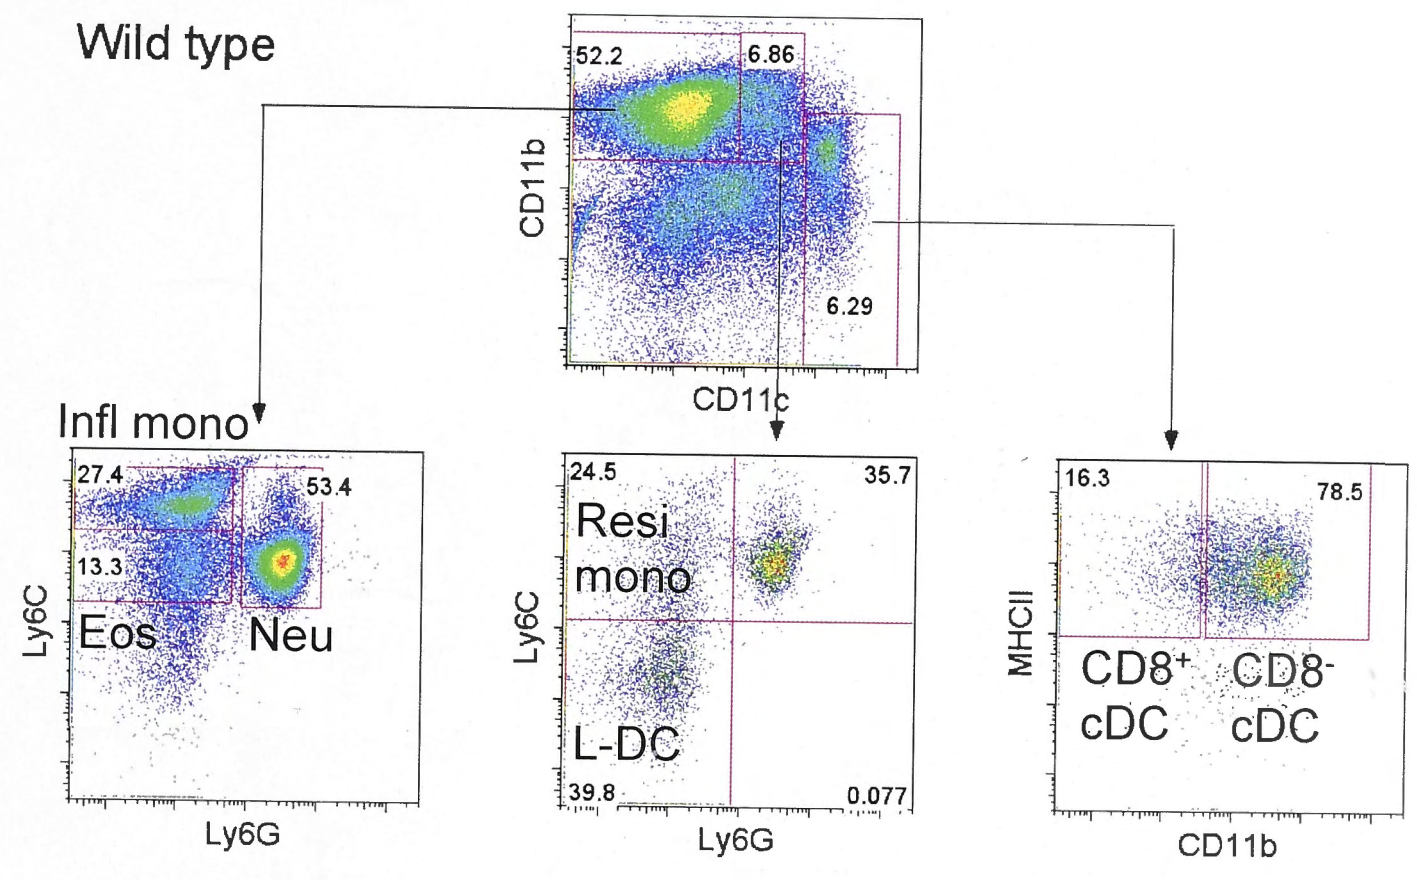 Wild type
52.2
6.86
6.29
CD11b
CD11c
Infl mono
27.4
53.4
13.3
Eos
Neu
Ly6C
Ly6G
24.5
35.7
Resi
mono
L-DC
39.8
0.077
Ly6C
Ly6G
16.3
78.5
CD8⁺
cDC
CD8⁻
cDC
MHCII
CD11b